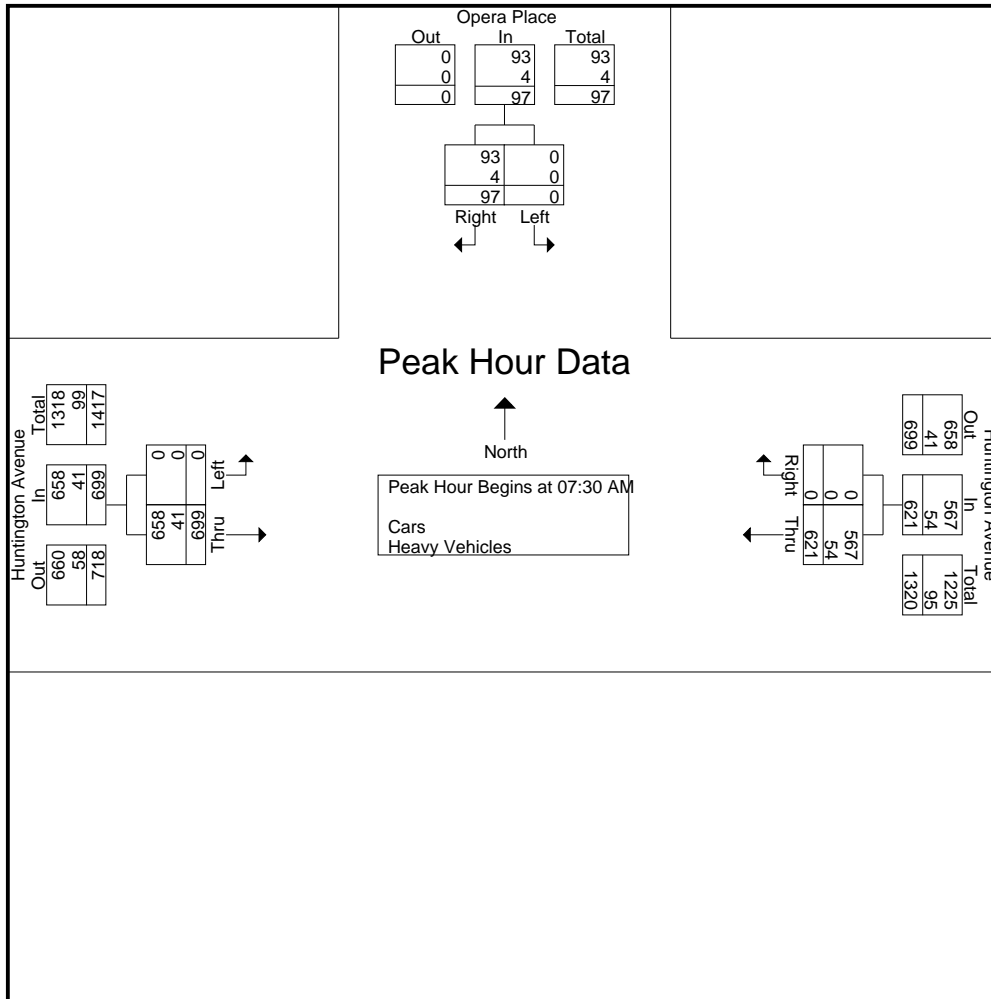 Opera Place
Out In Total
0 93 93
0 4 4
0 97 97
93 0
4 0
97 0
Right Left
Peak Hour Data
North
Peak Hour Begins at 07:30 AM
Cars
Heavy Vehicles
Huntington Avenue
Out In Total
660 658 1318
58 41 99
718 699 1417
Left Thru
0 658
0 41
0 699
Huntington Avenue
Out In Total
658 567 1225
41 54 95
699 621 1320
Right Thru
0 567
0 54
0 621